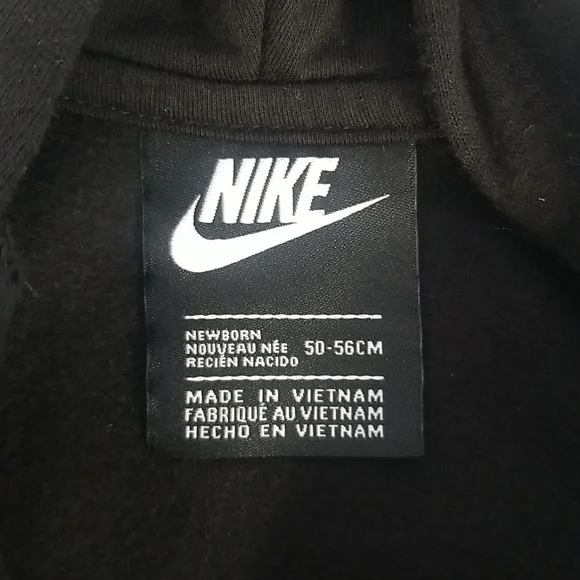 NIKE
NEWBORN
NOUVEAU NÉE 50-56CM
RECIÉN NACIDO
MADE IN VIETNAM
FABRIQUÉ AU VIETNAM
HECHO EN VIETNAM